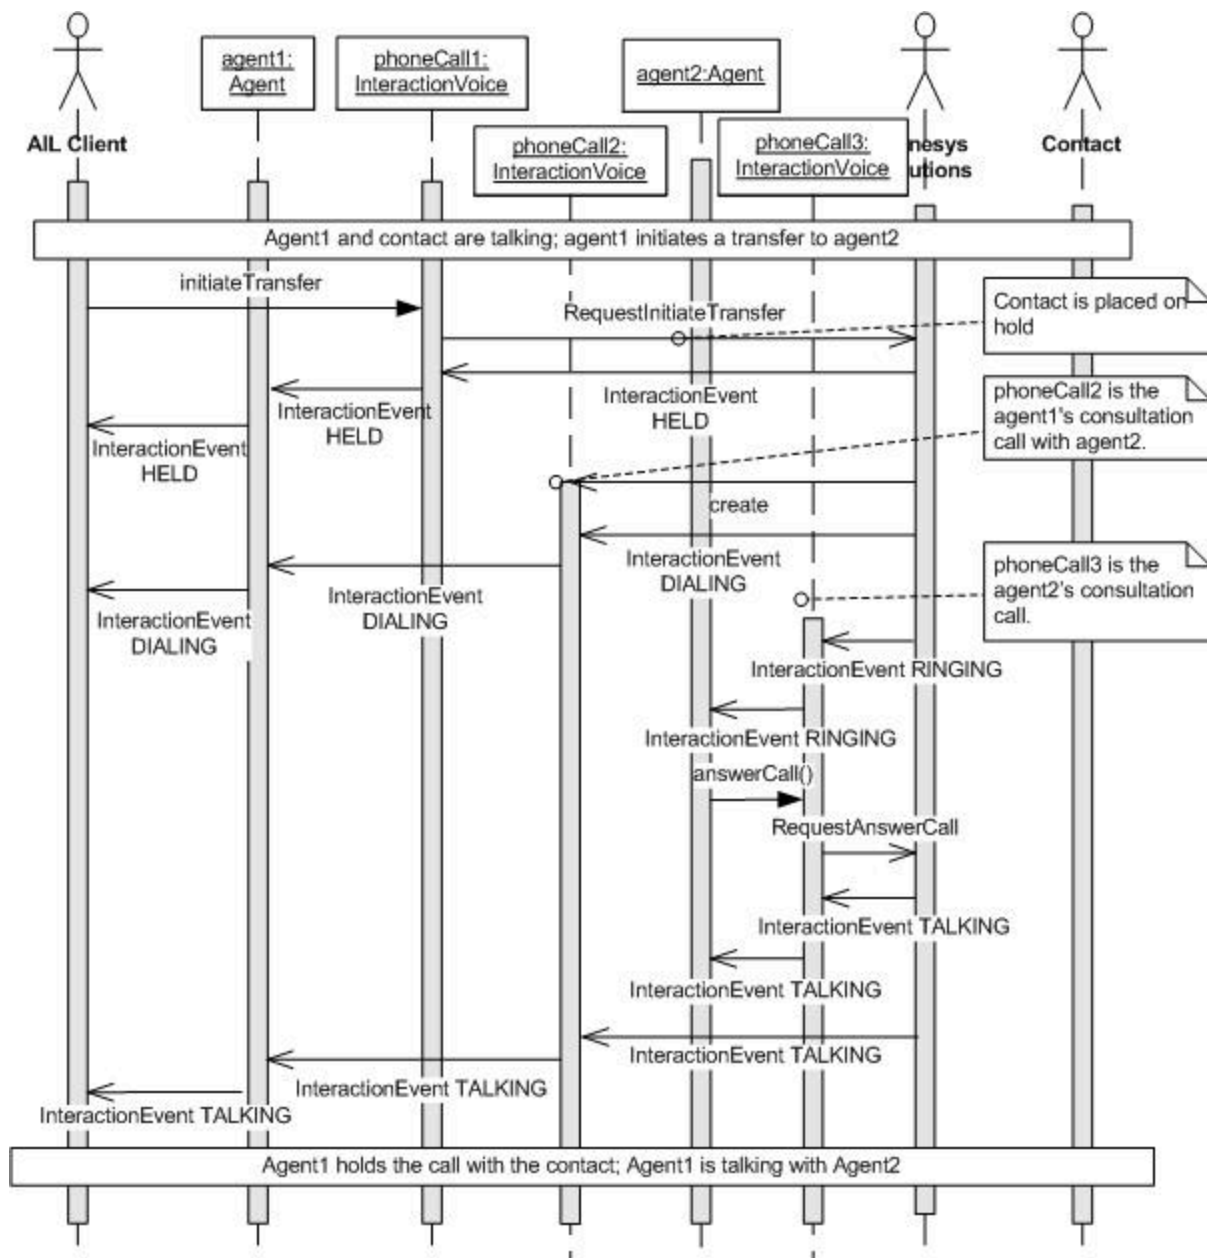 agent1:
Agent
phoneCall1:
InteractionVoice
agent2:Agent
AIL Client
phoneCall2:
InteractionVoice
phoneCall3:
InteractionVoice
nesys
utions
Contact
Agent1 and contact are talking; agent1 initiates a transfer to agent2
initiateTransfer
RequestInitiateTransfer
Contact is placed on
hold
InteractionEvent
HELD
InteractionEvent
HELD
InteractionEvent
HELD
phoneCall2 is the
agent1's consultation
call with agent2.
create
InteractionEvent
DIALING
InteractionEvent
DIALING
InteractionEvent
DIALING
phoneCall3 is the
agent2's consultation
call.
InteractionEvent RINGING
InteractionEvent RINGING
answerCall()
RequestAnswerCall
InteractionEvent TALKING
InteractionEvent TALKING
InteractionEvent TALKING
InteractionEvent TALKING
InteractionEvent TALKING
Agent1 holds the call with the contact; Agent1 is talking with Agent2